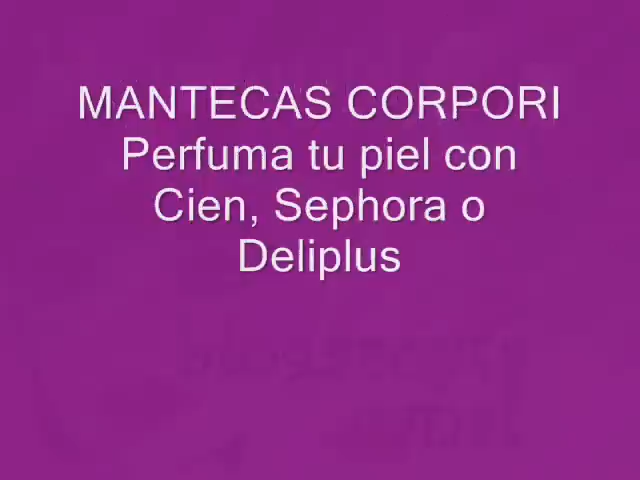 MANTECAS CORPORI
Perfuma tu piel con
Cien, Sephora o
Deliplus